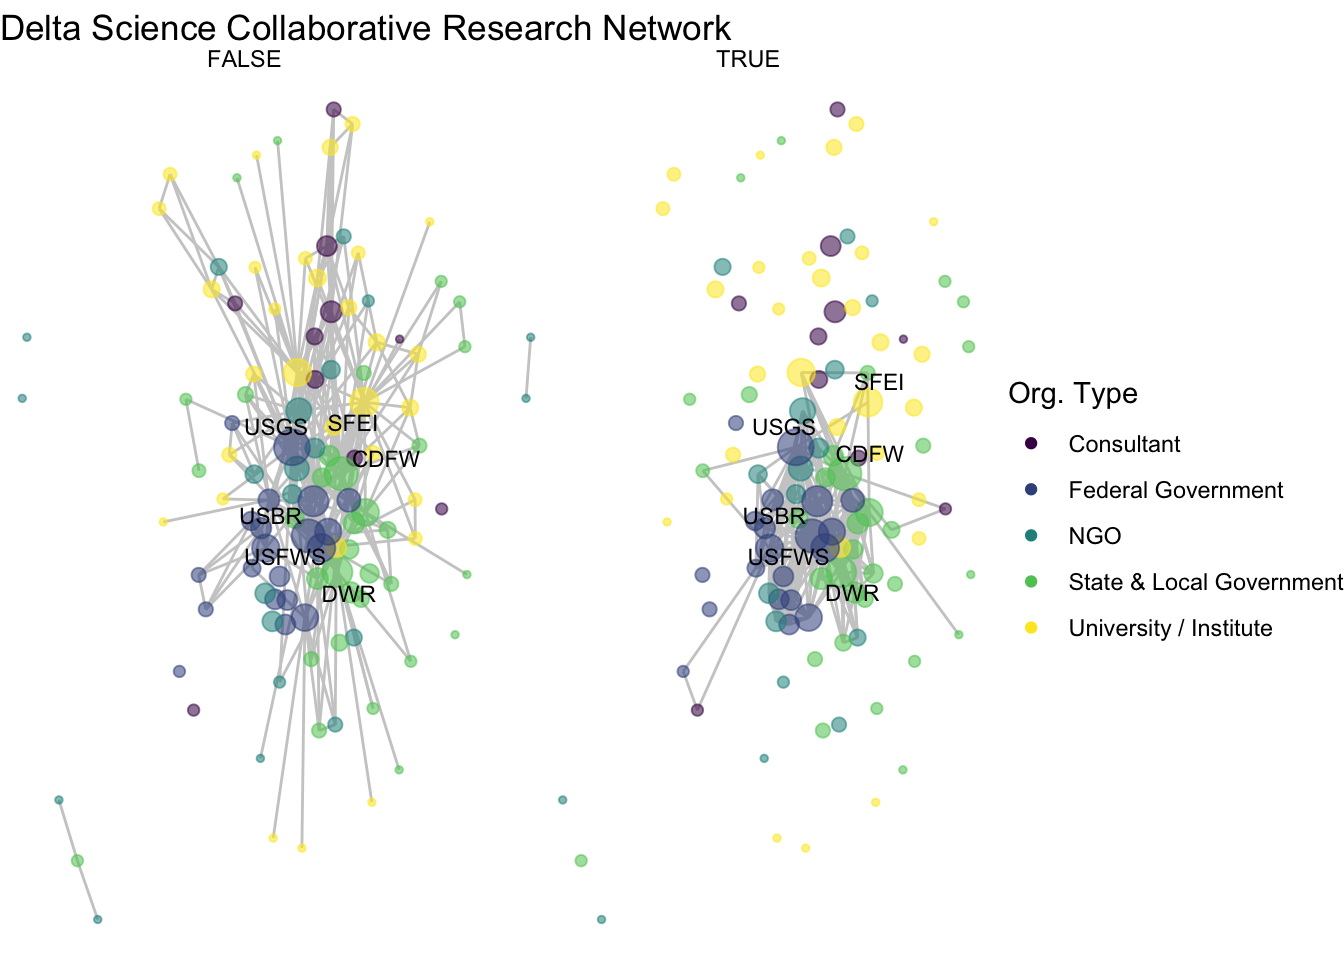 Delta Science Collaborative Research Network
FALSE
TRUE
USGS
SFEI
CDFW
USBR
USFWS
DWR
SFEI
USGS
CDFW
USBR
USFWS
DWR
Org. Type
Consultant
Federal Government
NGO
State & Local Government
University / Institute